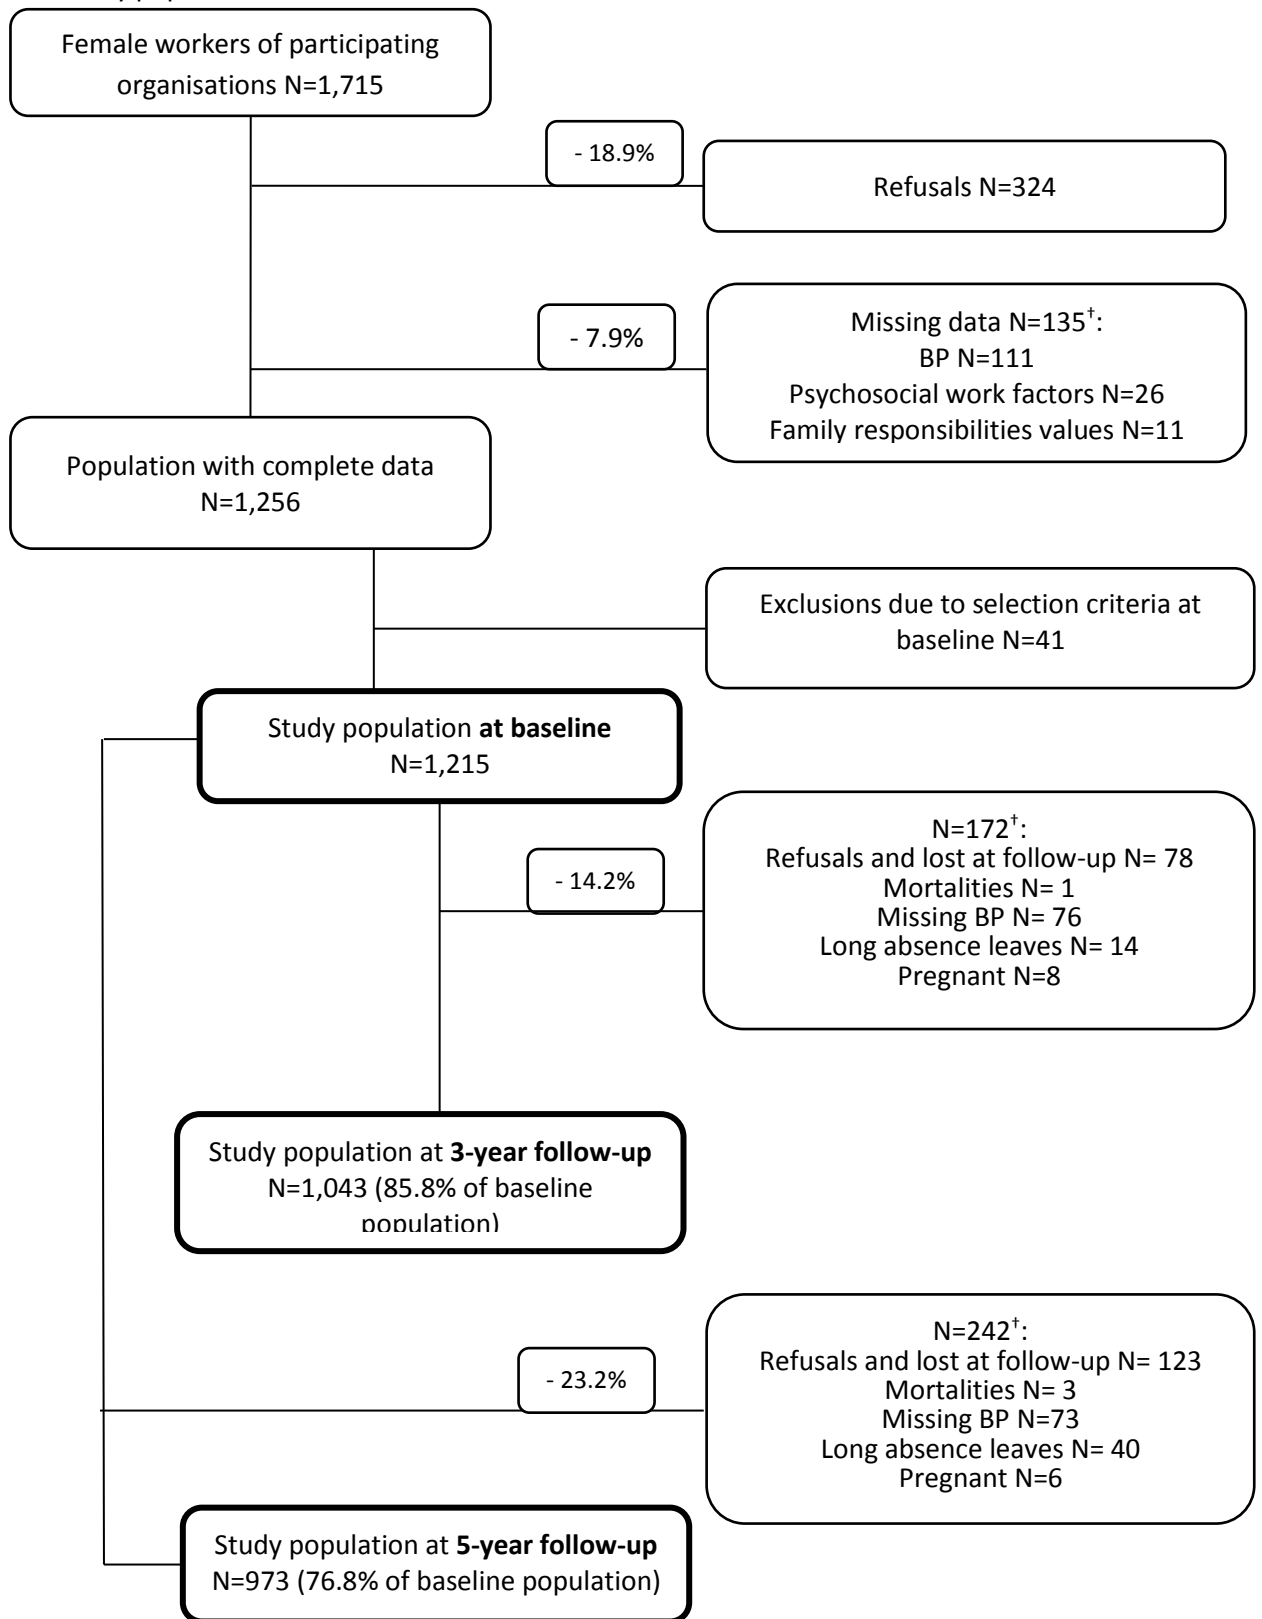 Female workers of participating
organisations N=1,715
- 18.9%
Refusals N=324
- 7.9%
Missing data N=135†:
BP N=111
Psychosocial work factors N=26
Family responsibilities values N=11
Population with complete data
N=1,256
Exclusions due to selection criteria at
baseline N=41
Study population at baseline
N=1,215
- 14.2%
N=172†:
Refusals and lost at follow-up N= 78
Mortalities N= 1
Missing BP N= 76
Long absence leaves N= 14
Pregnant N=8
Study population at 3-year follow-up
N=1,043 (85.8% of baseline
population)
- 23.2%
N=242†:
Refusals and lost at follow-up N= 123
Mortalities N= 3
Missing BP N=73
Long absence leaves N= 40
Pregnant N=6
Study population at 5-year follow-up
N=973 (76.8% of baseline population)